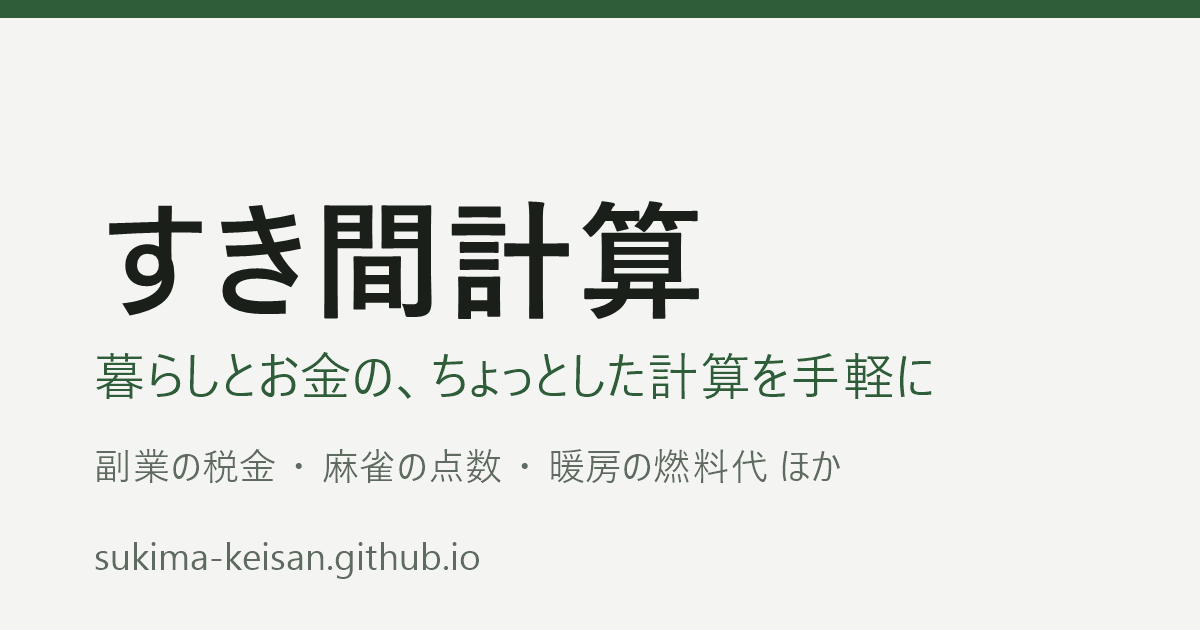 すき間計算
暮らしとお金の、ちょっとした計算を手軽に
副業の税金 ・ 麻雀の点数 ・ 暖房の燃料代 ほか
sukima-keisan.github.io